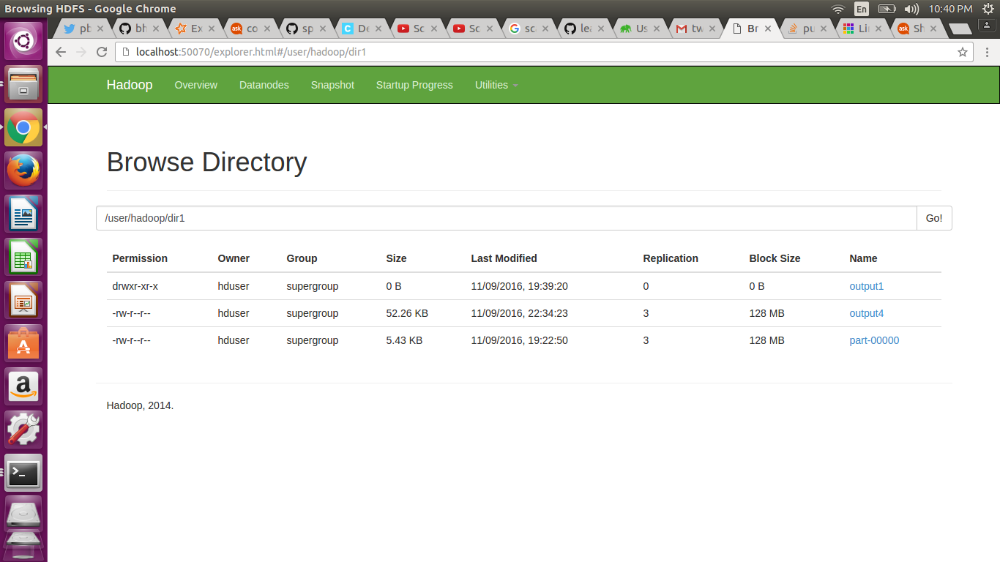 Browsing HDFS - Google Chrome
En
10:40 PM
pb
bh
Ex
ask
co
sp
C
De
Sc
Sc
G
sca
lea
Us
tw
Br
pu
Li
ask
Sh
localhost:50070/explorer.html#/user/hadoop/dir1
Hadoop Overview Datanodes Snapshot Startup Progress Utilities
Browse Directory
/user/hadoop/dir1 Go!
Permission Owner Group Size Last Modified Replication Block Size Name
drwxr-xr-x hduser supergroup 0 B 11/09/2016, 19:39:20 0 0 B output1
-rw-r--r-- hduser supergroup 52.26 KB 11/09/2016, 22:34:23 3 128 MB output4
-rw-r--r-- hduser supergroup 5.43 KB 11/09/2016, 19:22:50 3 128 MB part-00000
Hadoop, 2014.
A
a
>_